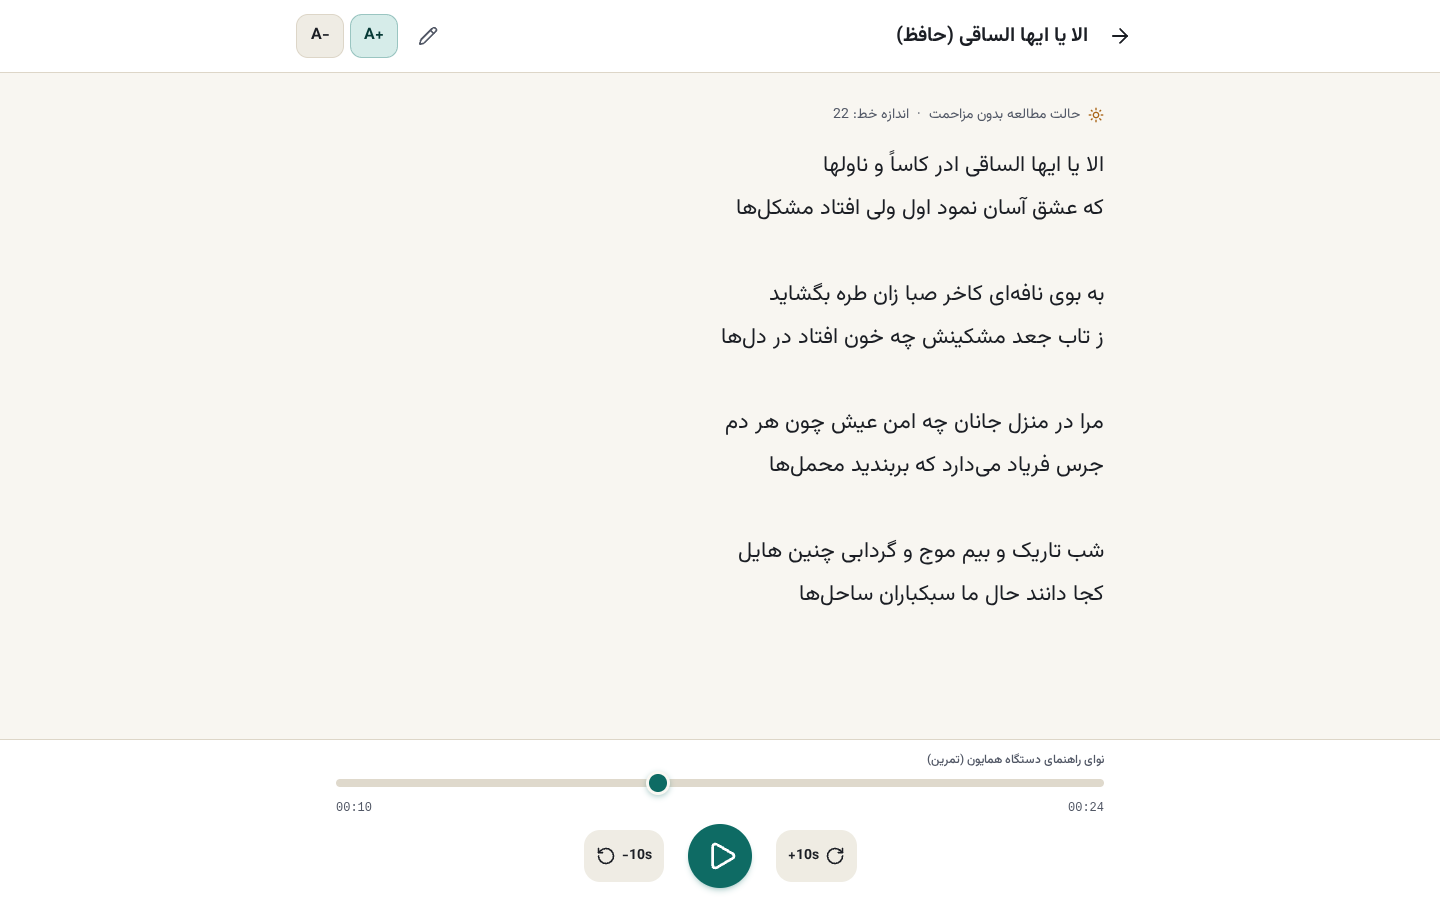 الا یا ایها الساقی (حافظ)
A+
A-
حالت مطالعه بدون مزاحمت · اندازه خط: 22
الا یا ایها الساقی ادر کاساً و ناولها
که عشق آسان نمود اول ولی افتاد مشکل‌ها
به بوی نافه‌ای کاخر صبا زان طره بگشاید
ز تاب جعد مشکینش چه خون افتاد در دل‌ها
مرا در منزل جانان چه امن عیش چون هر دم
جرس فریاد می‌دارد که بربندید محمل‌ها
شب تاریک و بیم موج و گردابی چنین هایل
کجا دانند حال ما سبکباران ساحل‌ها
نوای راهنمای دستگاه همایون (تمرین)
00:10
00:24
-10s
+10s